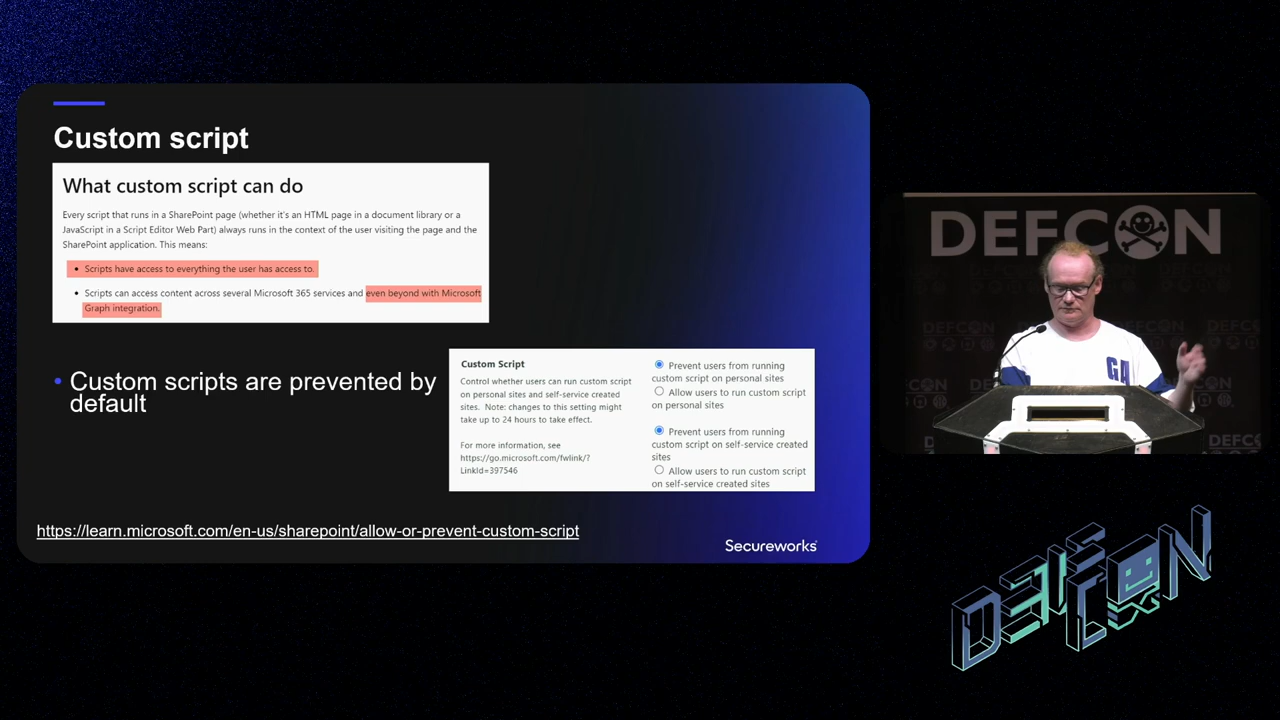 Custom script
What custom script can do
Every script that runs in a SharePoint page (whether it's an HTML page in a document library or a
JavaScript in a Script Editor Web Part) always runs in the context of the user visiting the page and the
SharePoint application. This means:
• Scripts have access to everything the user has access to.
• Scripts can access content across several Microsoft 365 services and even beyond with Microsoft
Graph integration.
• Custom scripts are prevented by
default
Custom Script
Control whether users can run custom script
on personal sites and self-service created
sites. Note: changes to this setting might
take up to 24 hours to take effect.
For more information, see
https://go.microsoft.com/fwlink/?
LinkId=397546
Prevent users from running
custom script on personal sites
Allow users to run custom script
on personal sites
Prevent users from running
custom script on self-service created
sites
Allow users to run custom script
on self-service created sites
https://learn.microsoft.com/en-us/sharepoint/allow-or-prevent-custom-script
Secureworks
DEFCON
DEFCON
DEFCON
DEFCON
GA
DEFCON